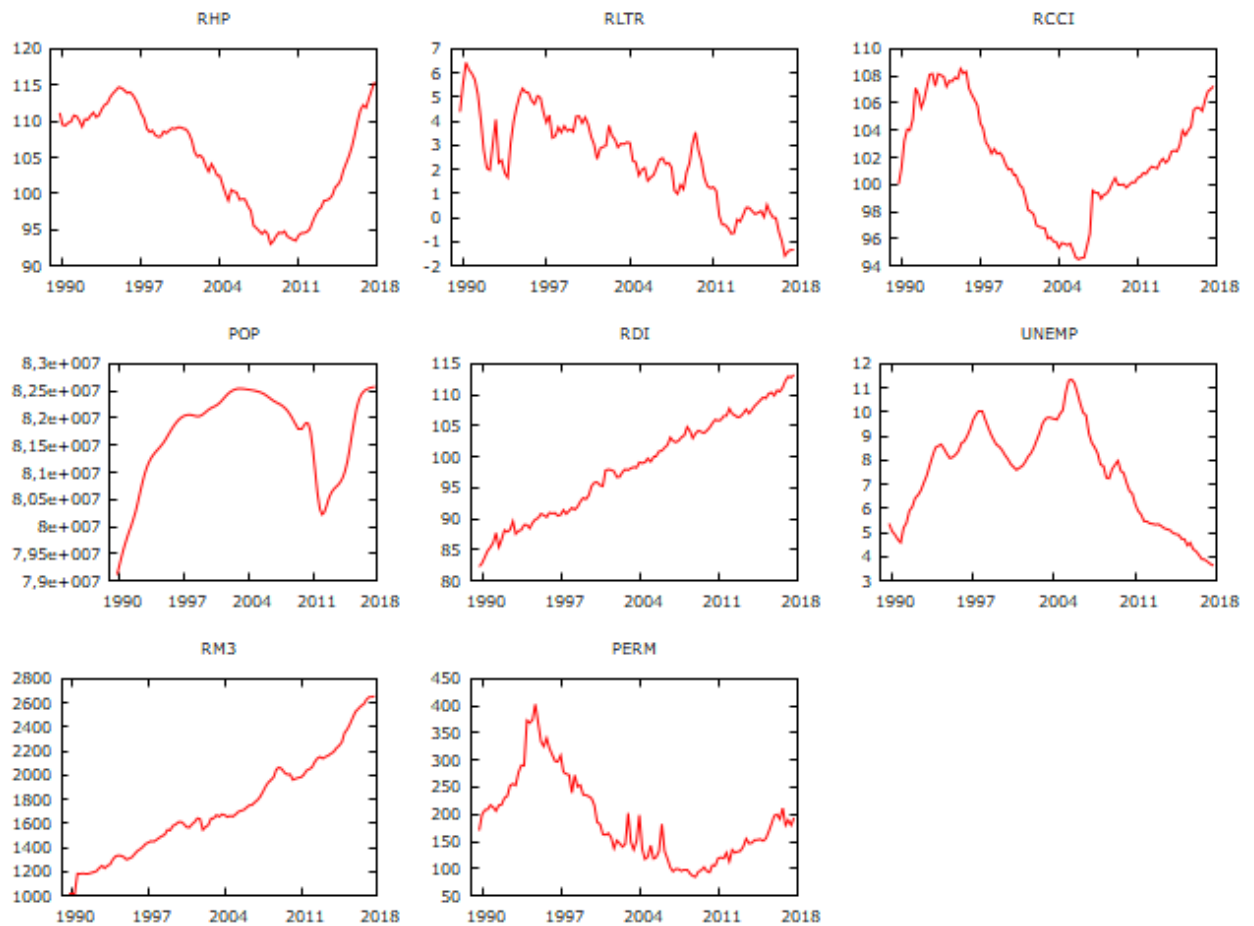 RHP
120
115
110
105
100
95
90
1990 1997 2004 2011 2018
RLTR
7
6
5
4
3
2
1
0
-1
-2
1990 1997 2004 2011 2018
RCCI
110
108
106
104
102
100
98
96
94
1990 1997 2004 2011 2018
POP
8,3e+007
8,25e+007
8,2e+007
8,15e+007
8,1e+007
8,05e+007
8e+007
7,95e+007
7,9e+007
1990 1997 2004 2011 2018
RDI
115
110
105
100
95
90
85
80
1990 1997 2004 2011 2018
UNEMP
12
11
10
9
8
7
6
5
4
3
1990 1997 2004 2011 2018
RM3
2800
2600
2400
2200
2000
1800
1600
1400
1200
1000
1990 1997 2004 2011 2018
PERM
450
400
350
300
250
200
150
100
50
1990 1997 2004 2011 2018